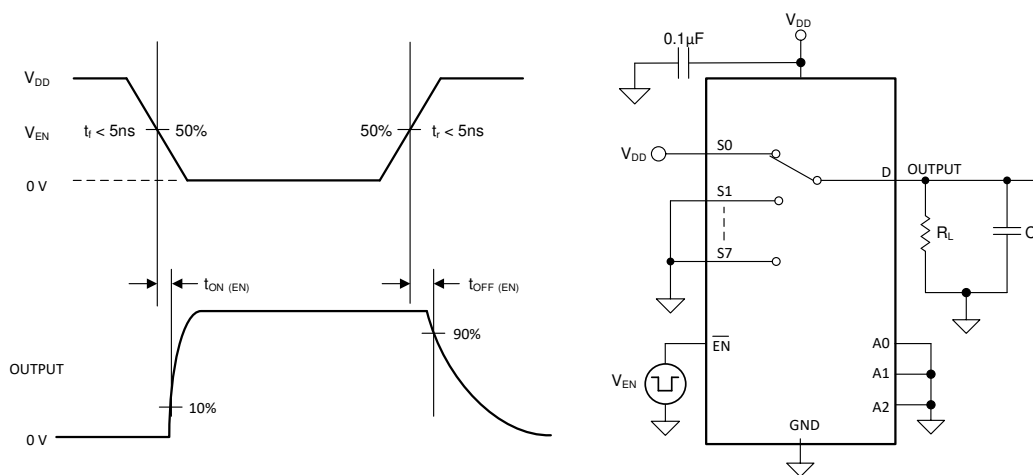 V_DD
V_EN
t_f < 5ns
50%
50%
t_r < 5ns
0 V
t_ON (EN)
t_OFF (EN)
90%
OUTPUT
10%
0 V
V_DD
0.1µF
V_DD
S0
S1
S7
D
OUTPUT
R_L
C
EN
V_EN
A0
A1
A2
GND